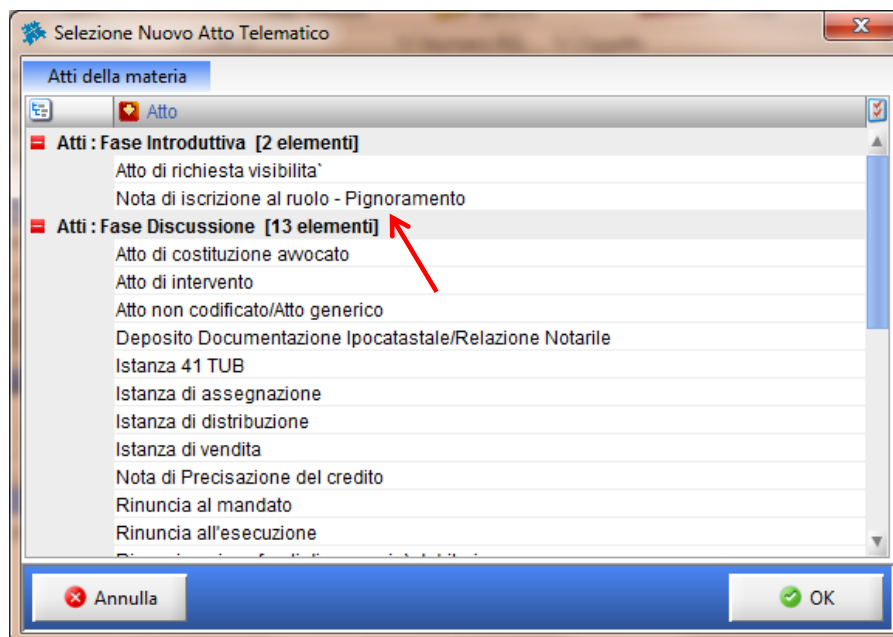 Selezione Nuovo Atto Telematico
Atti della materia
Atto
Atti : Fase Introduttiva [2 elementi]
Atto di richiesta visibilita`
Nota di iscrizione al ruolo - Pignoramento
Atti : Fase Discussione [13 elementi]
Atto di costituzione avvocato
Atto di intervento
Atto non codificato/Atto generico
Deposito Documentazione Ipocatastale/Relazione Notarile
Istanza 41 TUB
Istanza di assegnazione
Istanza di distribuzione
Istanza di vendita
Nota di Precisazione del credito
Rinuncia al mandato
Rinuncia all'esecuzione
Annulla
OK